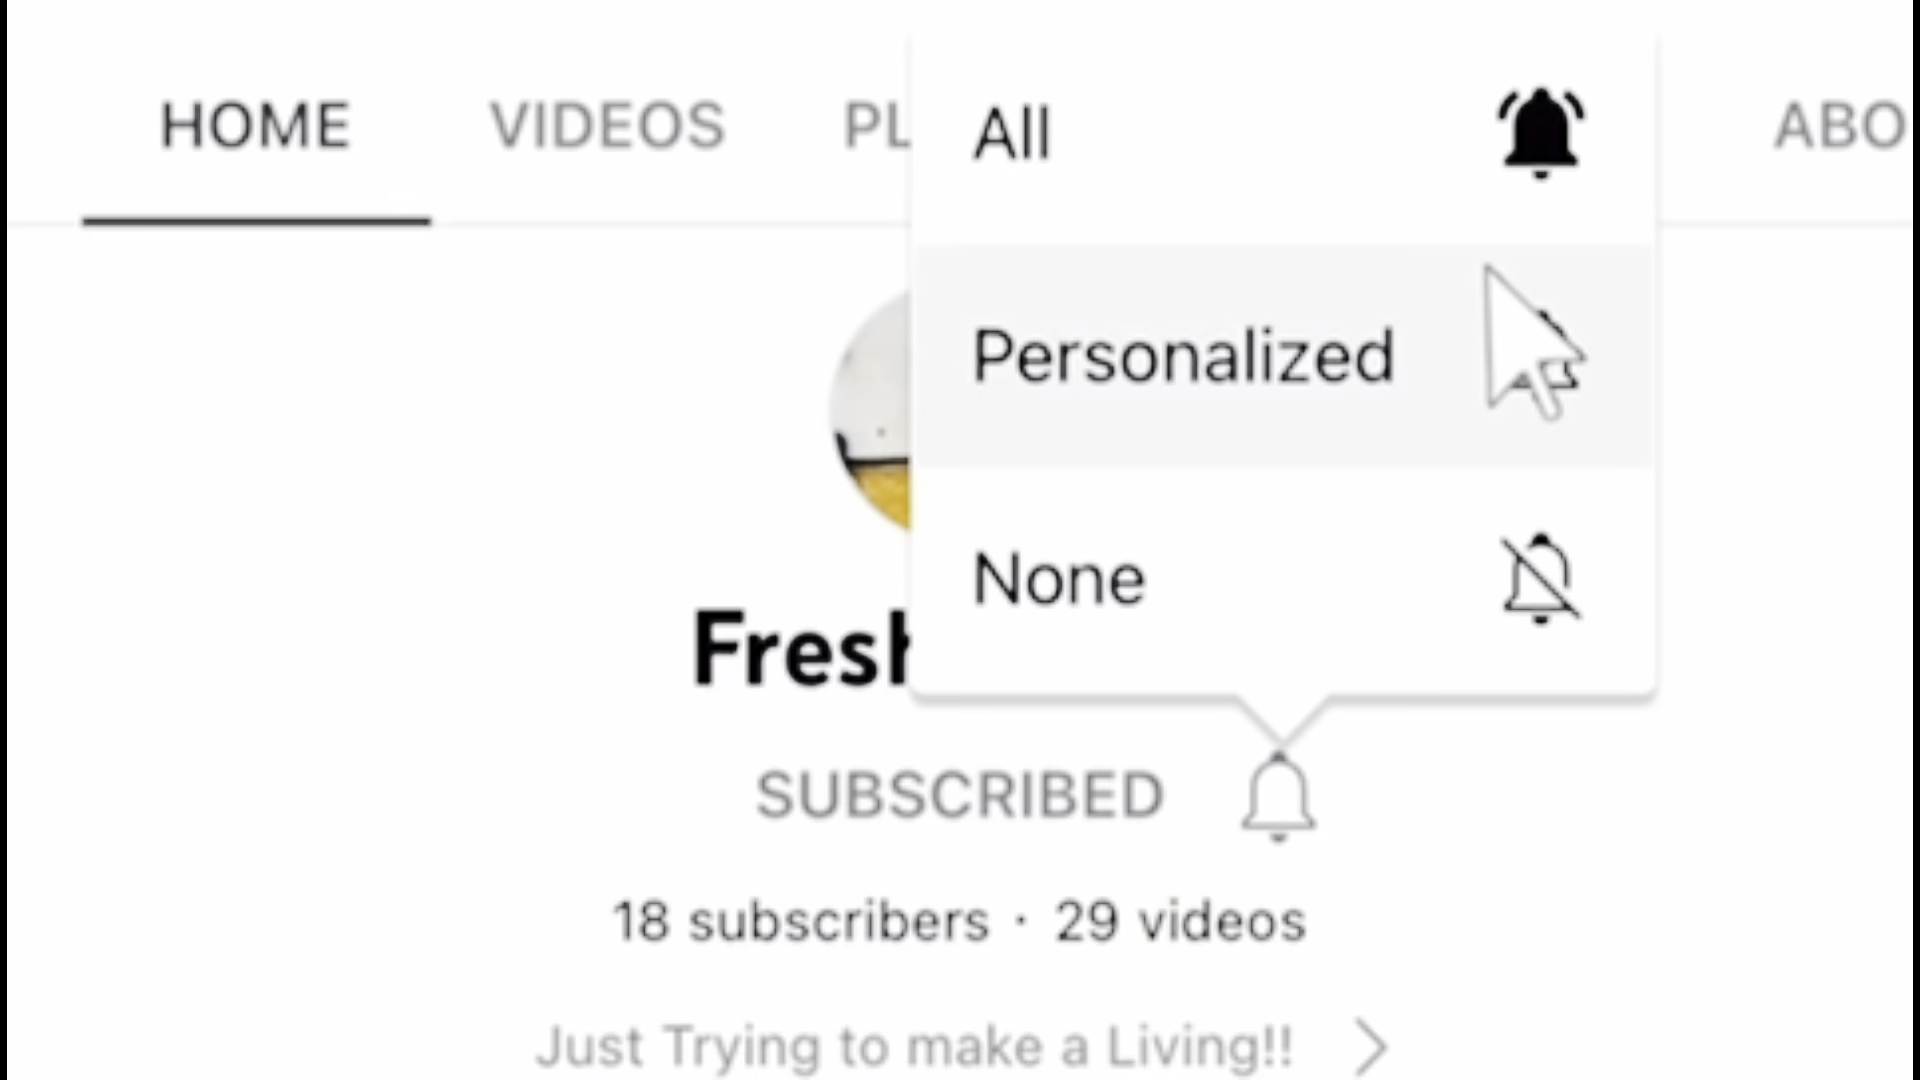 HOME VIDEOS PL ABO
All
Personalized
None
Fresh
SUBSCRIBED
18 subscribers · 29 videos
Just Trying to make a Living!!